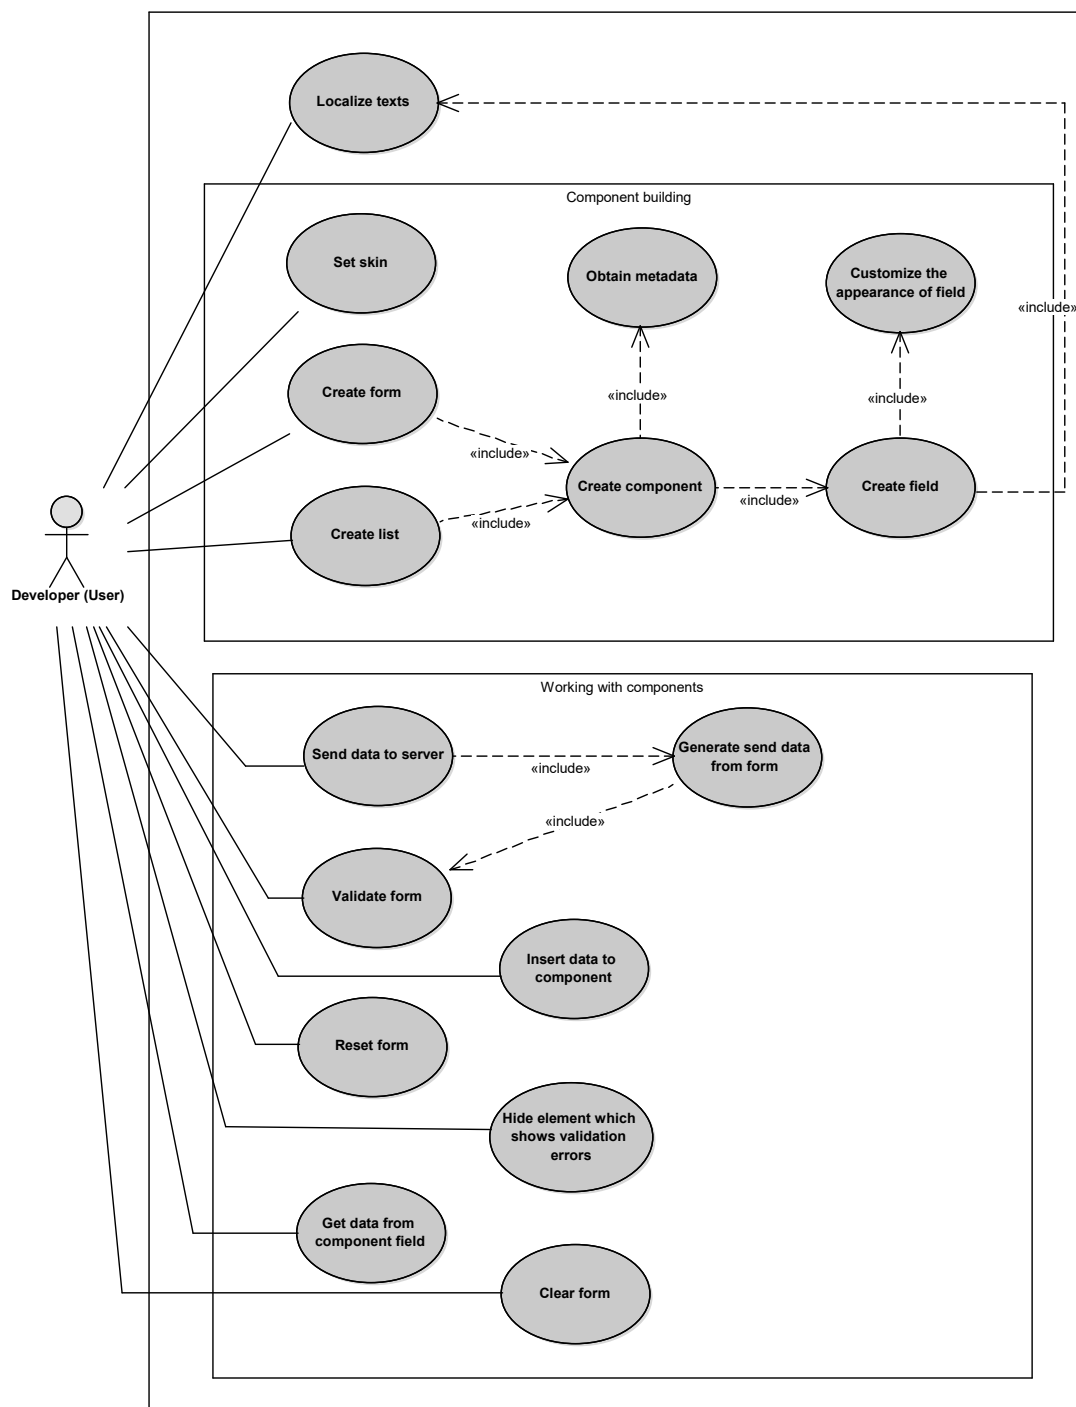 Localize texts
Component building
Set skin
Obtain metadata
Customize the
appearance of field
«include»
Create form
«include»
«include»
«include»
Create component
«include»
Create field
Create list
«include»
Developer (User)
Working with components
Send data to server
«include»
Generate send data
from form
«include»
Validate form
Insert data to
component
Reset form
Hide element which
shows validation
errors
Get data from
component field
Clear form